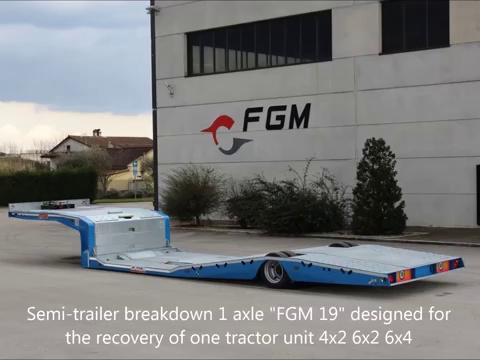 FGM
Semi-trailer breakdown 1 axle "FGM 19" designed for
the recovery of one tractor unit 4x2 6x2 6x4